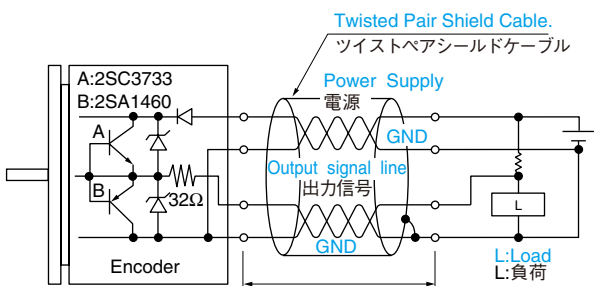 Twisted Pair Shield Cable.
ツイストペアシールドケーブル
A:2SC3733
B:2SA1460
Power Supply
電源
A
GND
Output signal line
出力信号
B
32Ω
L
GND
L:Load
L:負荷
Encoder